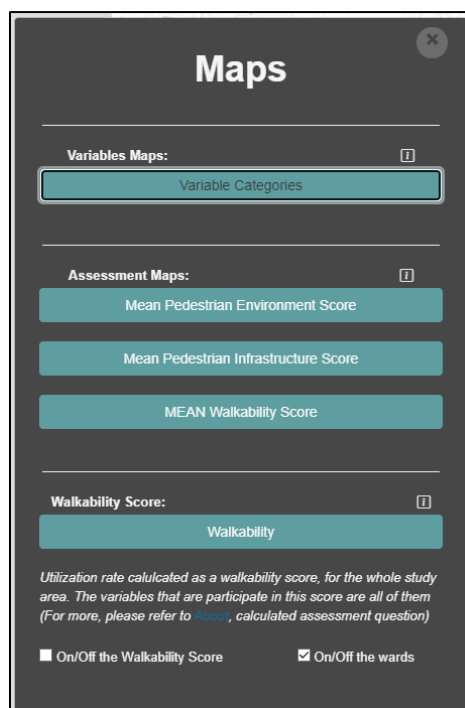 Maps
Variables Maps:
Variable Categories
Assessment Maps:
Mean Pedestrian Environment Score
Mean Pedestrian Infrastructure Score
MEAN Walkability Score
Walkability Score:
Walkability
Utilization rate calulcated as a walkability score, for the whole study
area. The variables that are participate in this score are all of them
(For more, please refer to About, calculated assessment question)
On/Off the Walkability Score On/Off the wards